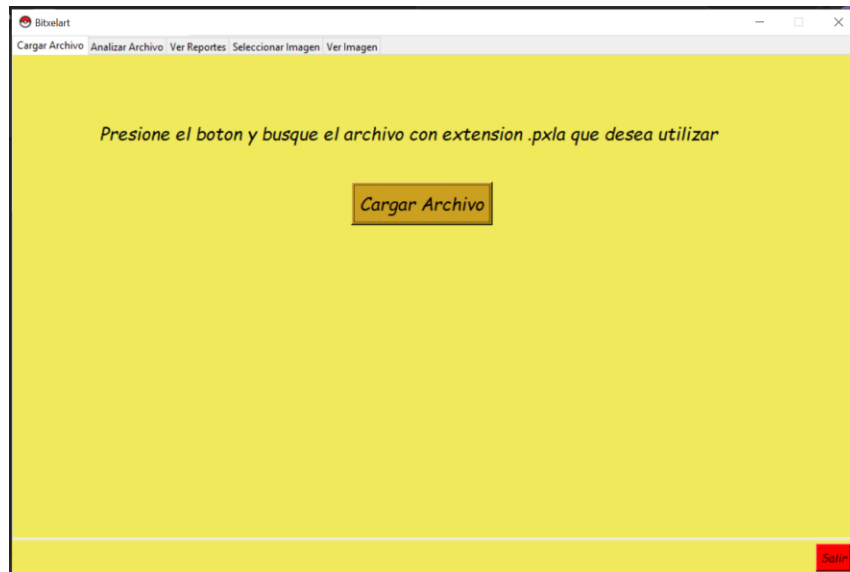 Bitxelart
Cargar Archivo Analizar Archivo Ver Reportes Seleccionar Imagen Ver Imagen
Presione el boton y busque el archivo con extension .pxla que desea utilizar
Cargar Archivo
Salir